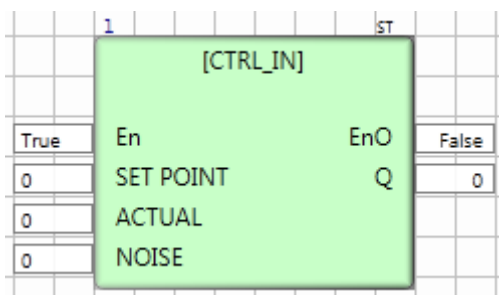 1 ST
[CTRL_IN]
True En EnO False
0 SET POINT Q 0
0 ACTUAL
0 NOISE